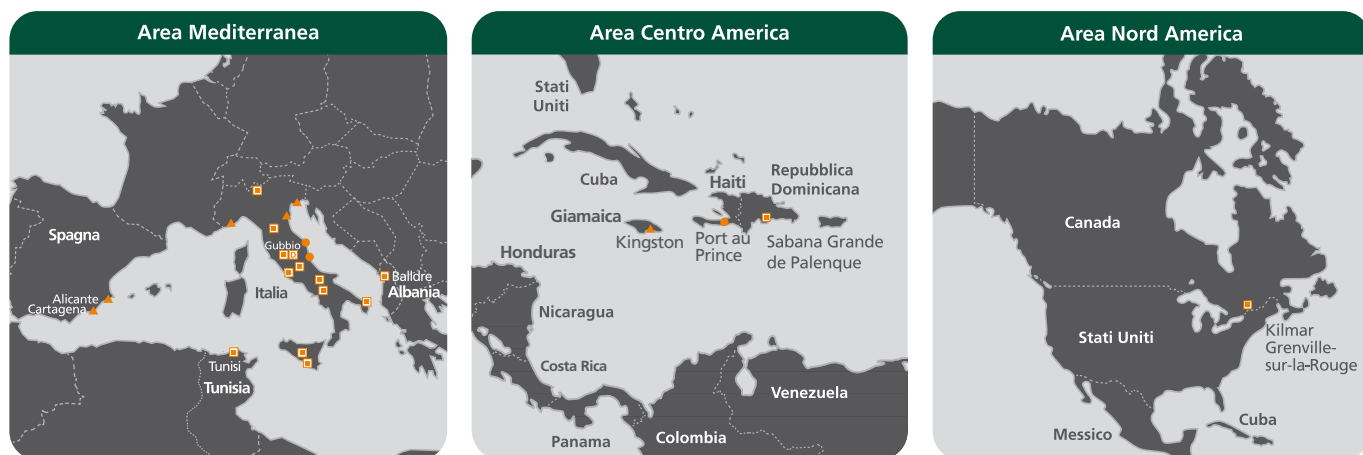 Area Mediterranea
Spagna
Gubbio
Balldre
Albania
Italia
Alicante
Cartagena
Tunisi
Tunisia
Area Centro America
Stati
Uniti
Cuba
Haiti
Repubblica
Dominicana
Giamaica
Kingston
Port au
Prince
Sabana Grande
de Palenque
Honduras
Nicaragua
Costa Rica
Venezuela
Panama
Colombia
Area Nord America
Canada
Stati Uniti
Kilmar
Grenville-
sur-la-Rouge
Cuba
Messico